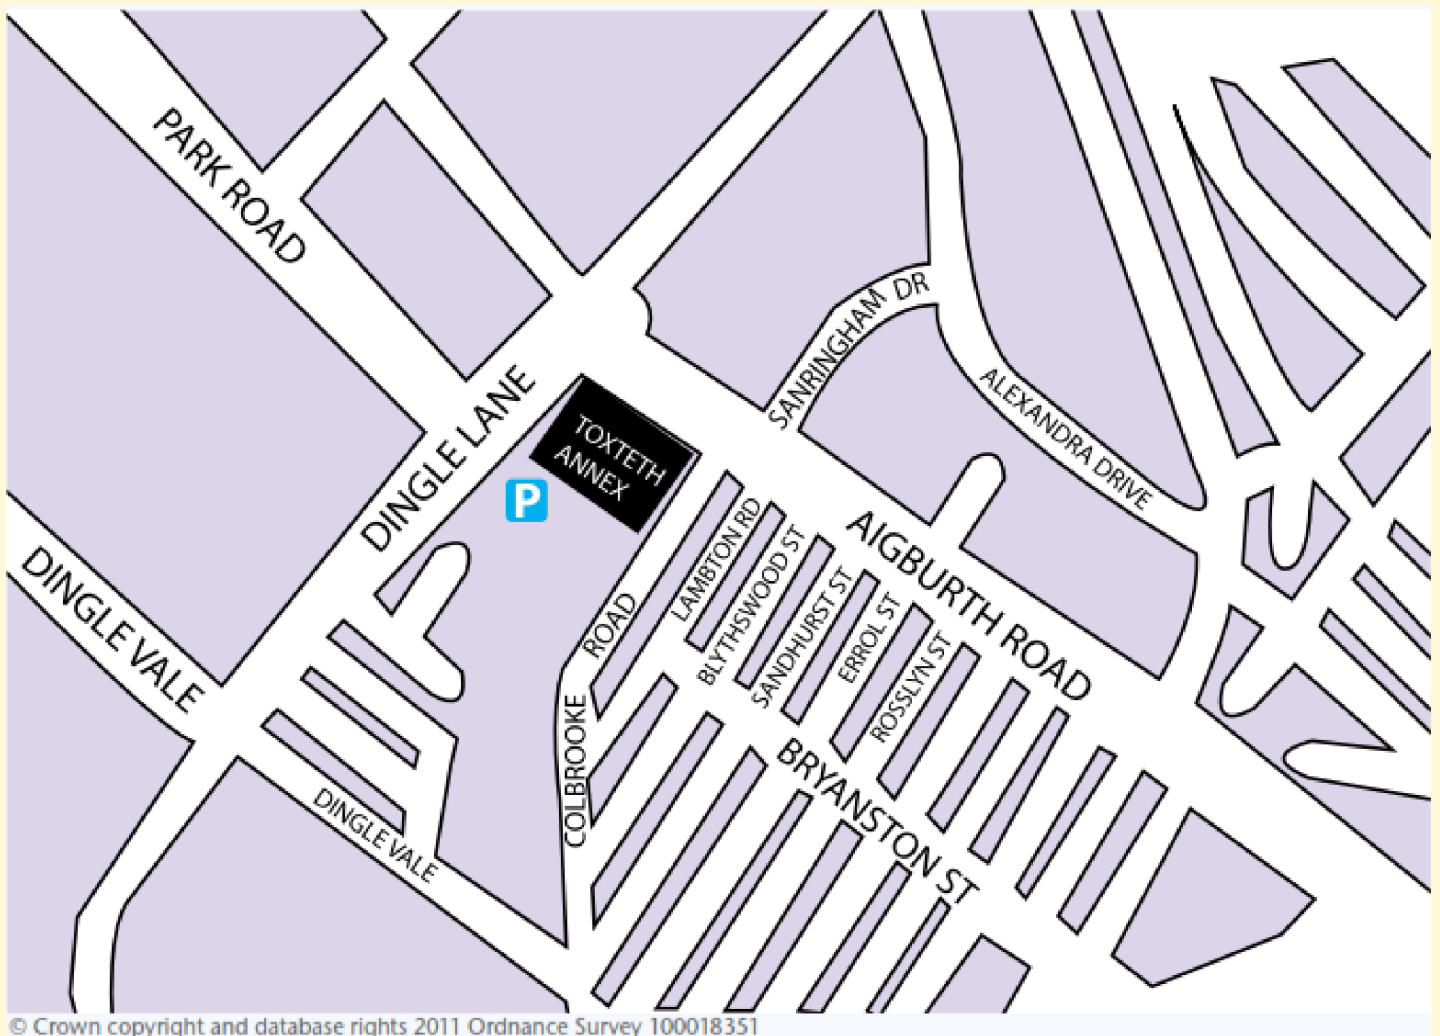 PARK ROAD
SANRINGHAM DR
ALEXANDRA DRIVE
DINGLE LANE
TOXTETH
ANNEX
P
AIGBURTH ROAD
LAMBTON RD
BLYTHSWOOD ST
SANDHURST ST
ERROL ST
ROSSLYN ST
DINGLE VALE
COLBROOKE ROAD
BRYANSTON ST
DINGLE VALE
© Crown copyright and database rights 2011 Ordnance Survey 100018351